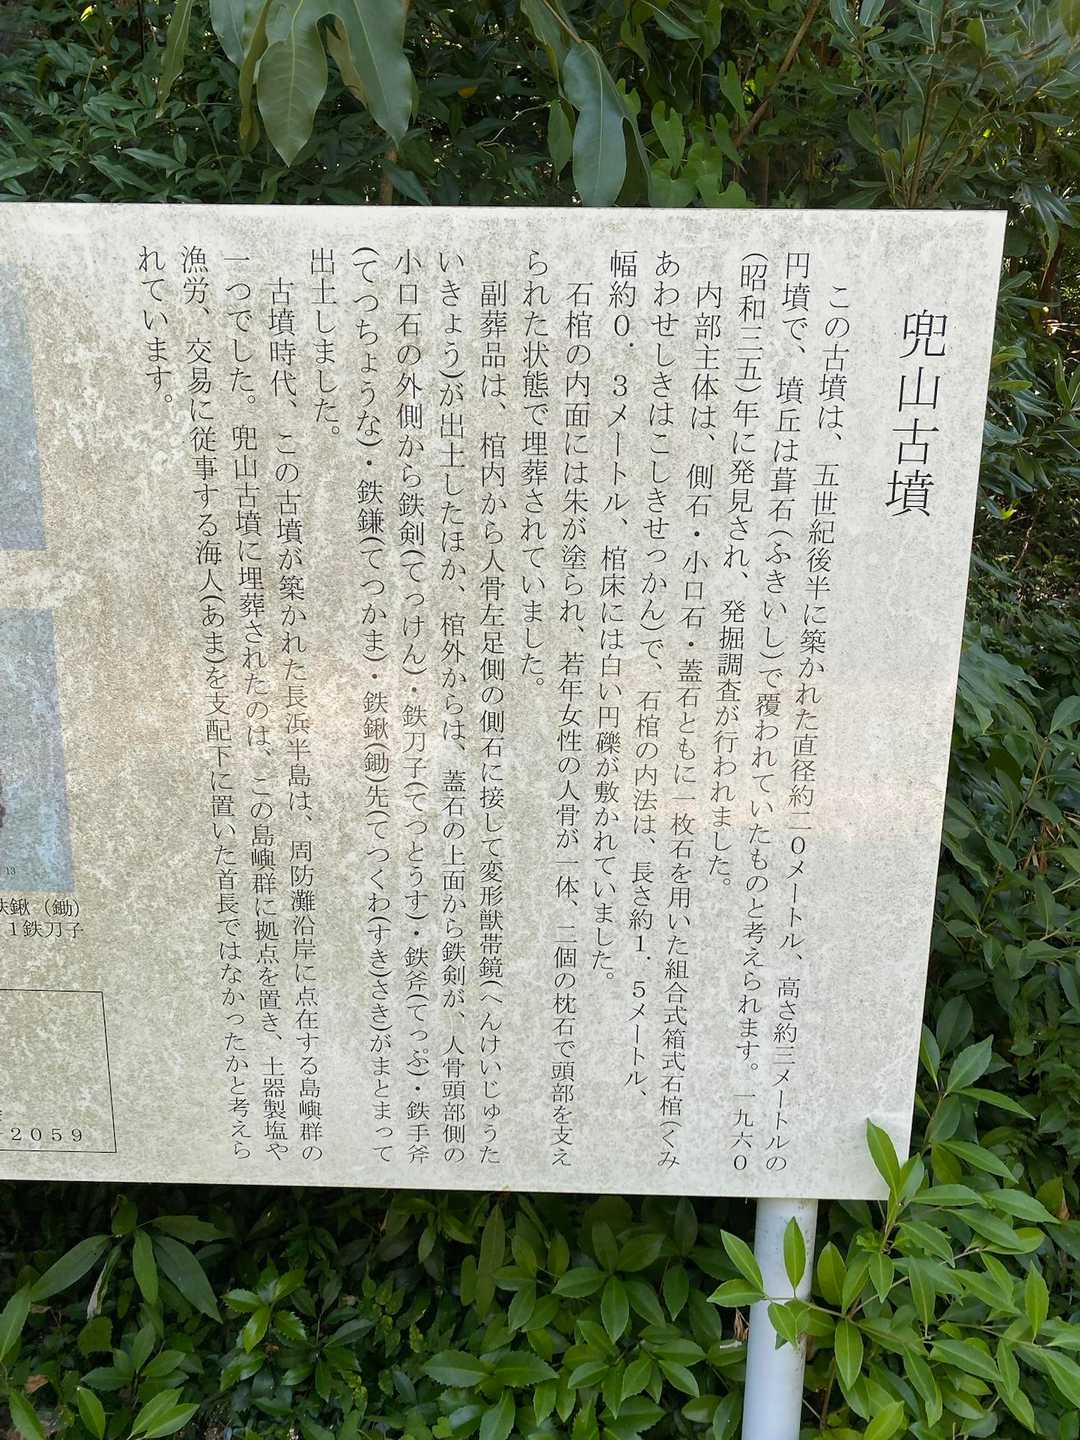 兜山古墳
この古墳は、五世紀後半に築かれた直径約二０メートル、高さ約三メートルの
円墳で、墳丘は葺石(ふきいし)で覆われていたものと考えられます。一九六０
(昭和三五)年に発見され、発掘調査が行われました。
内部主体は、側石・小口石・蓋石ともに一枚石を用いた組合式箱式石棺(くみ
あわせしきはこしきせっかん)で、石棺の内法は、長さ約１．５メートル、
幅約０．３メートル、棺床には白い円礫が敷かれていました。
石棺の内面には朱が塗られ、若年女性の人骨が一体、二個の枕石で頭部を支え
られた状態で埋葬されていました。
副葬品は、棺内から人骨左足側の側石に接して変形獣帯鏡(へんけいじゅうた
いきょう)が出土したほか、棺外からは、蓋石の上面から鉄剣が、人骨頭部側の
小口石の外側から鉄剣(てっけん)・鉄刀子(てつとうす)・鉄斧(てっぷ)・鉄手斧
(てつちょうな)・鉄鎌(てつかま)・鉄鍬(鋤)先(てつくわ(すき)さき)がまとまって
出土しました。
古墳時代、この古墳が築かれた長浜半島は、周防灘沿岸に点在する島嶼群の
一つでした。兜山古墳に埋葬されたのは、この島嶼群に拠点を置き、土器製塩や
漁労、交易に従事する海人(あま)を支配下に置いた首長ではなかったかと考えら
れています。
13
鉄鍬（鋤）
１鉄刀子
２０５９